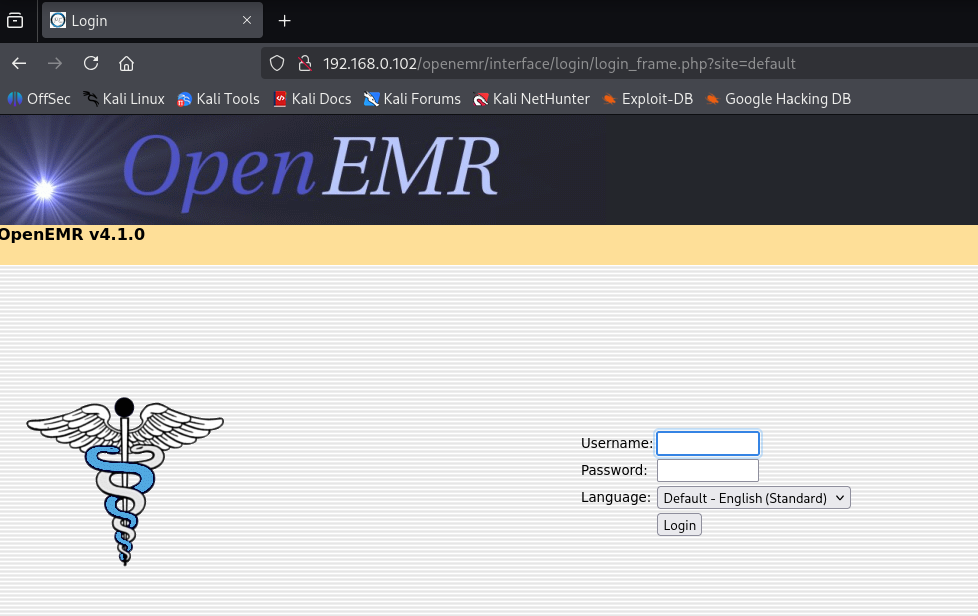 Login
192.168.0.102/openemr/interface/login/login_frame.php?site=default
OffSec Kali Linux Kali Tools Kali Docs Kali Forums Kali NetHunter Exploit-DB Google Hacking DB
OpenEMR
OpenEMR v4.1.0
Username:
Password:
Language: Default - English (Standard)
Login